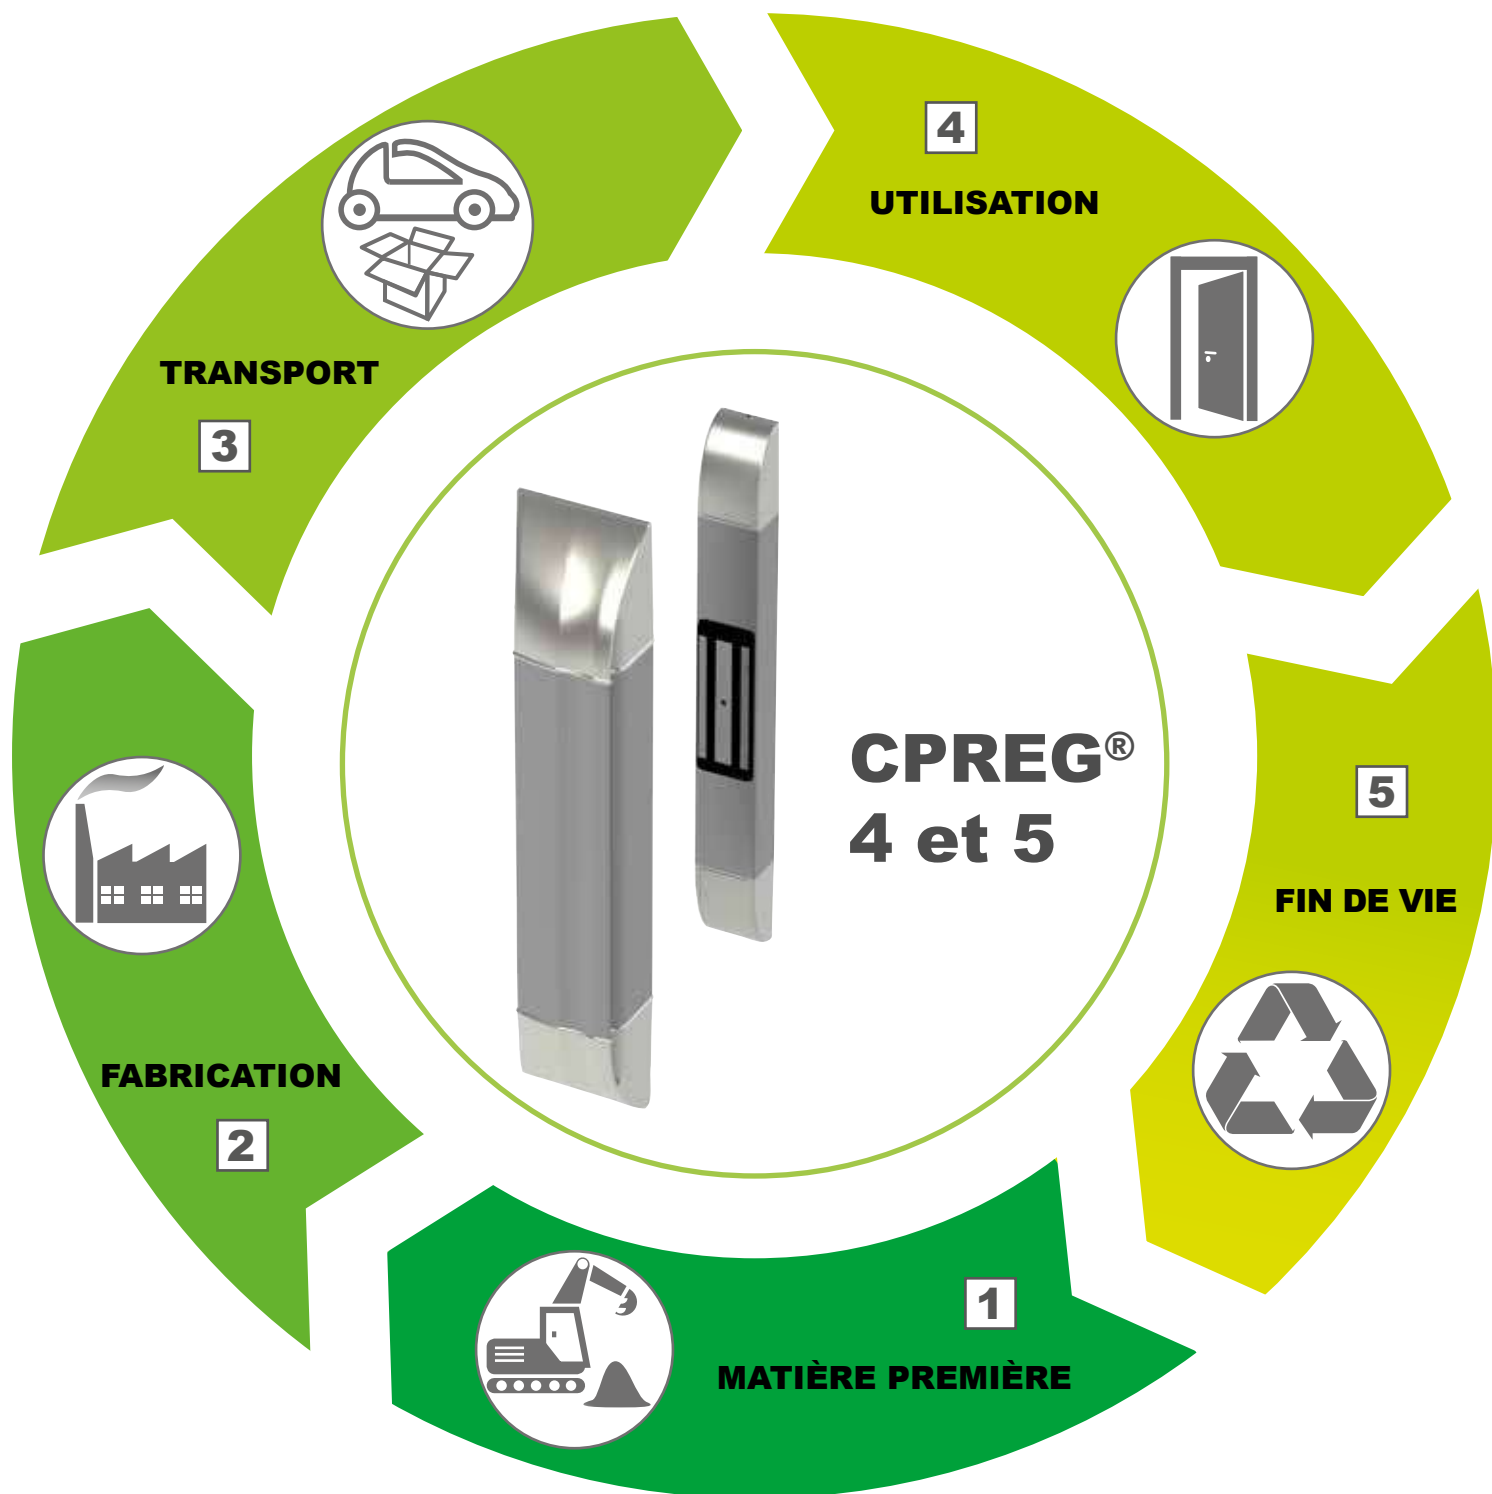 4
UTILISATION
TRANSPORT
3
CPREG®
4 et 5
5
FIN DE VIE
FABRICATION
2
1
MATIÈRE PREMIÈRE